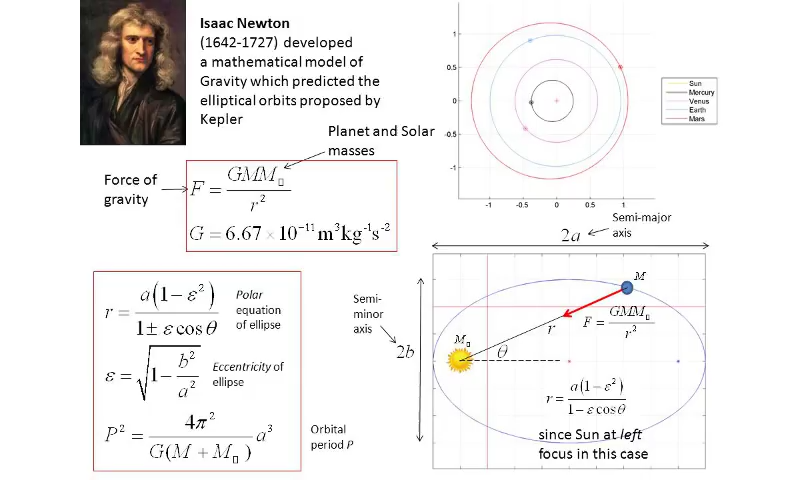 Isaac Newton
(1642-1727) developed
a mathematical model of
Gravity which predicted the
elliptical orbits proposed by
Kepler
Planet and Solar
masses
Force of
gravity
F = GMM▯ / r²
G = 6.67 × 10⁻¹¹ m³kg⁻¹s⁻²
r = a(1 − ε²) / 1 ± ε cos θ
Polar
equation
of ellipse
ε = √(1 − b² / a²)
Eccentricity of
ellipse
P² = 4π² / G(M + M▯) a³
Orbital
period P
1
0.5
0
-0.5
-1
-1 -0.5 0 0.5 1
Sun
Mercury
Venus
Earth
Mars
Semi-major
axis
2a
Semi-
minor
axis
2b
M
F = GMM▯ / r²
r
M▯
θ
r = a(1 − ε²) / 1 − ε cos θ
since Sun at left
focus in this case